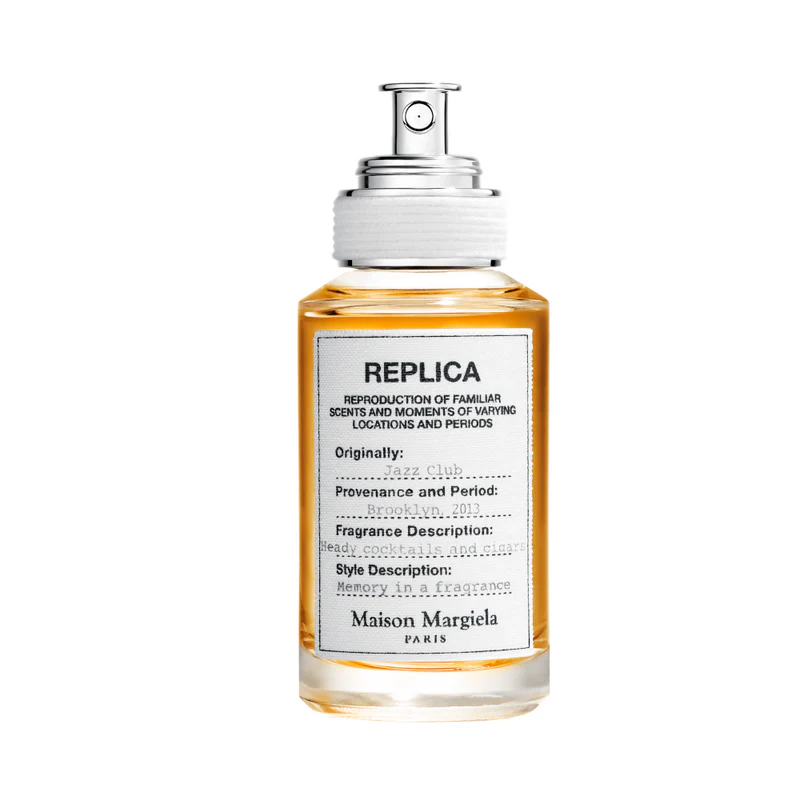 REPLICA
REPRODUCTION OF FAMILIAR
SCENTS AND MOMENTS OF VARYING
LOCATIONS AND PERIODS
Originally:
Jazz Club
Provenance and Period:
Brooklyn, 2013
Fragrance Description:
Heady cocktails and cigars
Style Description:
Memory in a fragrance
Maison Margiela
PARIS